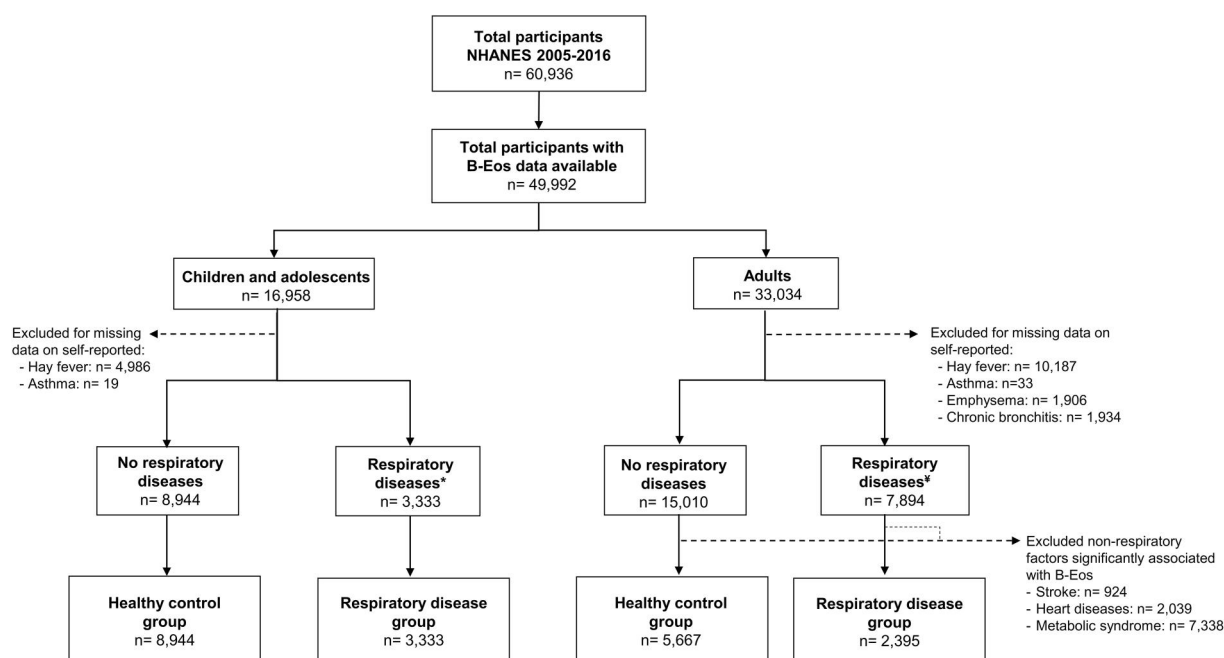 Total participants
NHANES 2005-2016
n= 60,936
Total participants with
B-Eos data available
n= 49,992
Children and adolescents
n= 16,958
Adults
n= 33,034
Excluded for missing
data on self-reported:
- Hay fever: n= 4,986
- Asthma: n= 19
Excluded for missing data on
self-reported:
- Hay fever: n= 10,187
- Asthma: n=33
- Emphysema: n= 1,906
- Chronic bronchitis: n= 1,934
No respiratory
diseases
n= 8,944
Respiratory
diseases*
n= 3,333
No respiratory
diseases
n= 15,010
Respiratory
diseases¥
n= 7,894
Excluded non-respiratory
factors significantly associated
with B-Eos
- Stroke: n= 924
- Heart diseases: n= 2,039
- Metabolic syndrome: n= 7,338
Healthy control
group
n= 8,944
Respiratory disease group
n= 3,333
Healthy control
group
n= 5,667
Respiratory disease group
n= 2,395